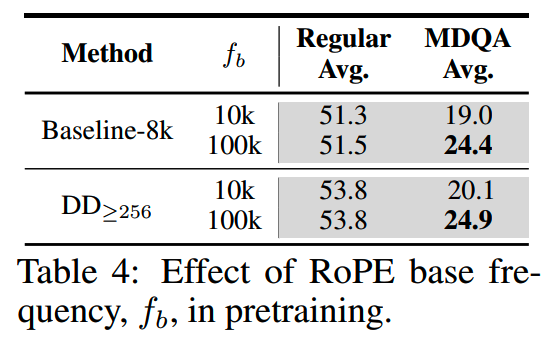 Method f_b Regular Avg. MDQA Avg.
Baseline-8k 10k 51.3 19.0
100k 51.5 24.4
DD≥256 10k 53.8 20.1
100k 53.8 24.9
Table 4: Effect of RoPE base fre-
quency, f_b, in pretraining.